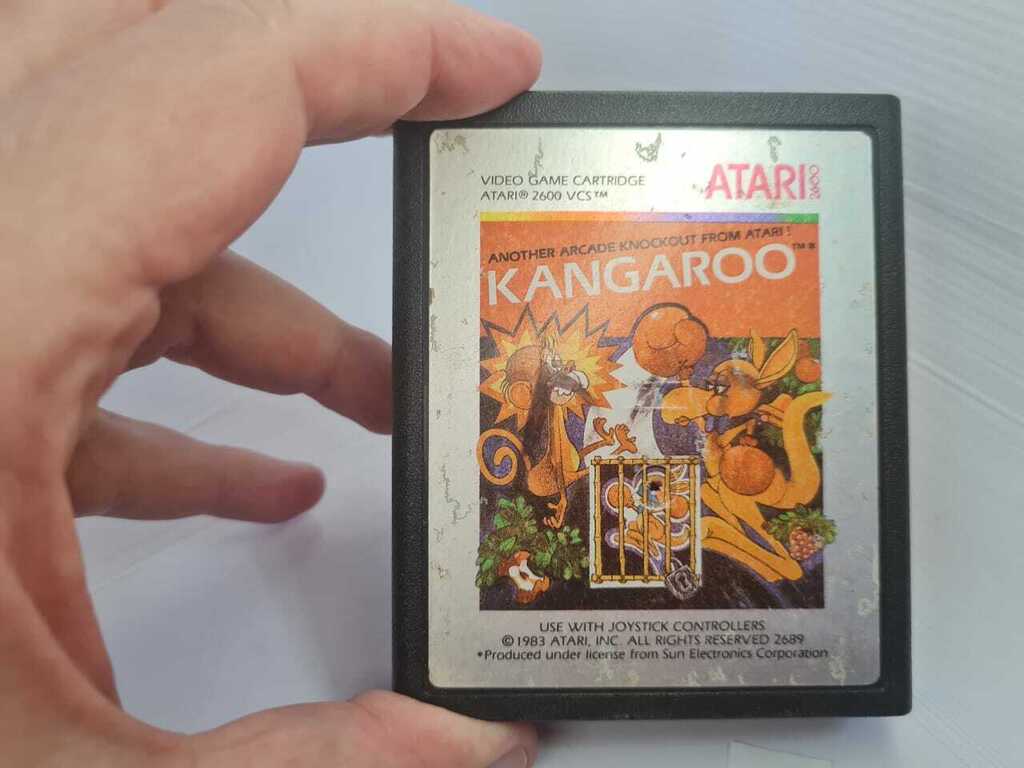 VIDEO GAME CARTRIDGE
ATARI® 2600 VCS™
ATARI 2600
ANOTHER ARCADE KNOCKOUT FROM ATARI!
KANGAROO™*
USE WITH JOYSTICK CONTROLLERS
©1983 ATARI, INC. ALL RIGHTS RESERVED 2689
*Produced under license from Sun Electronics Corporation